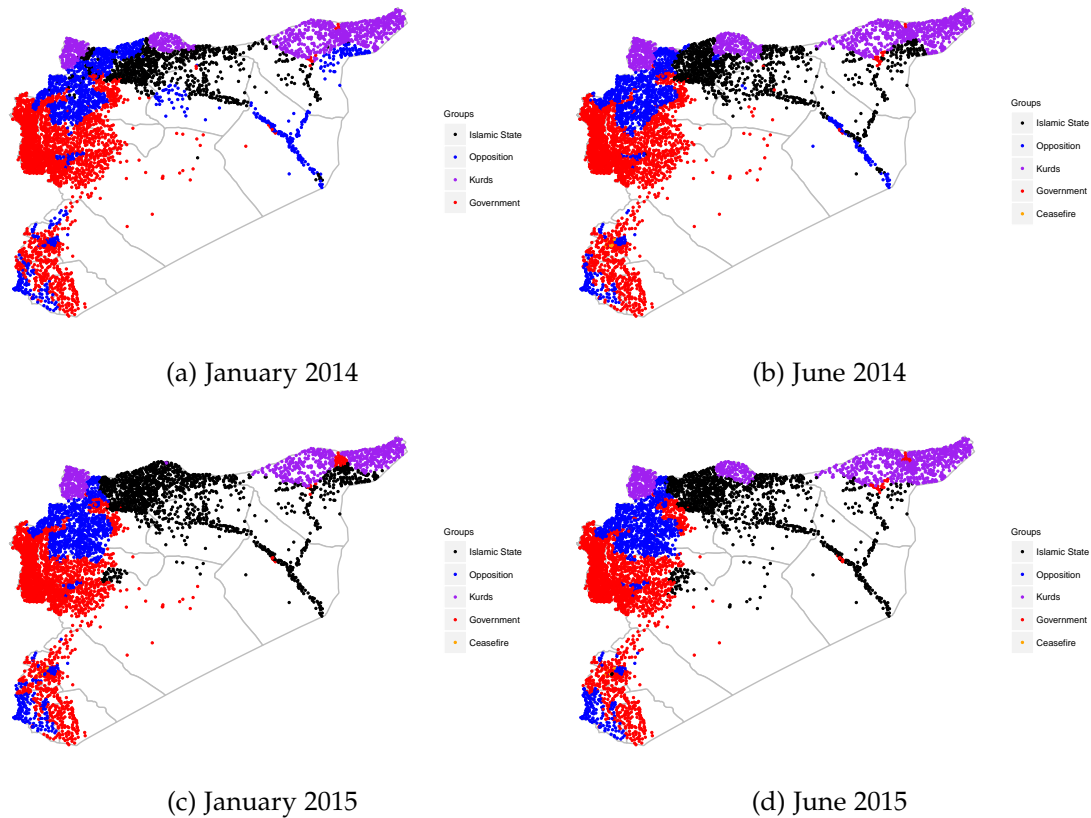 Groups
Islamic State
Opposition
Kurds
Government
(a) January 2014
Groups
Islamic State
Opposition
Kurds
Government
Ceasefire
(b) June 2014
Groups
Islamic State
Opposition
Kurds
Government
Ceasefire
(c) January 2015
Groups
Islamic State
Opposition
Kurds
Government
Ceasefire
(d) June 2015